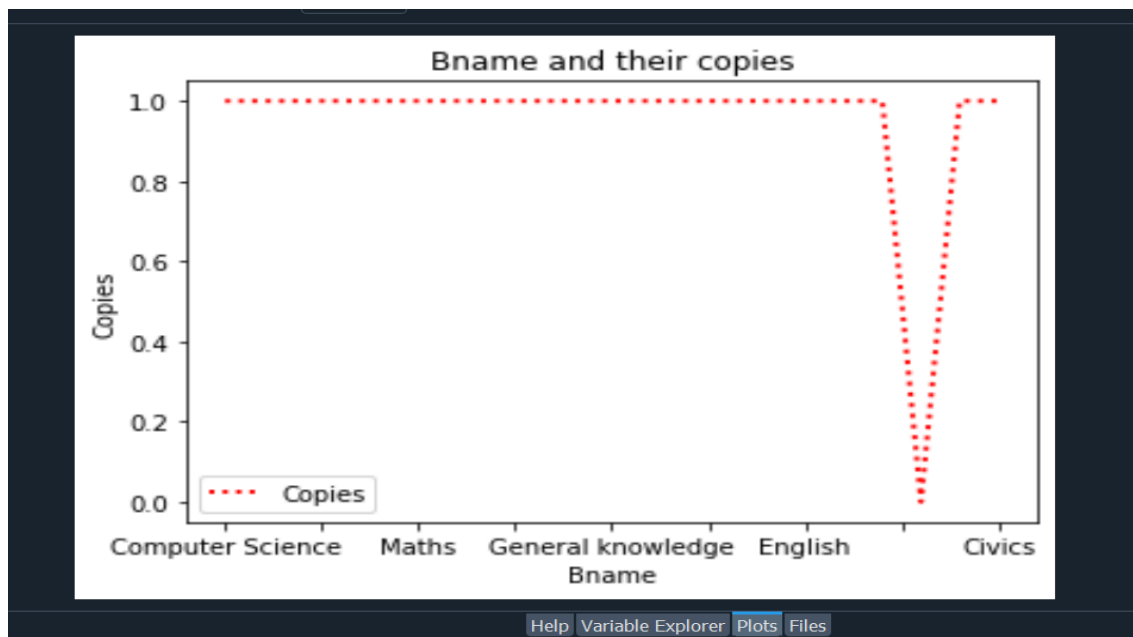 Bname and their copies
1.0
0.8
0.6
0.4
0.2
0.0
Copies
Copies
Computer Science Maths General knowledge English Civics
Bname
Help Variable Explorer Plots Files